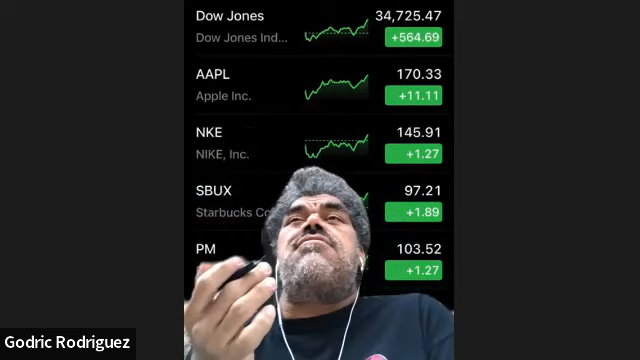 Dow Jones
34,725.47
Dow Jones Ind...
+564.69
AAPL
170.33
Apple Inc.
+11.11
NKE
145.91
NIKE, Inc.
+1.27
SBUX
97.21
Starbucks Co
+1.89
PM
103.52
+1.27
Godric Rodriguez